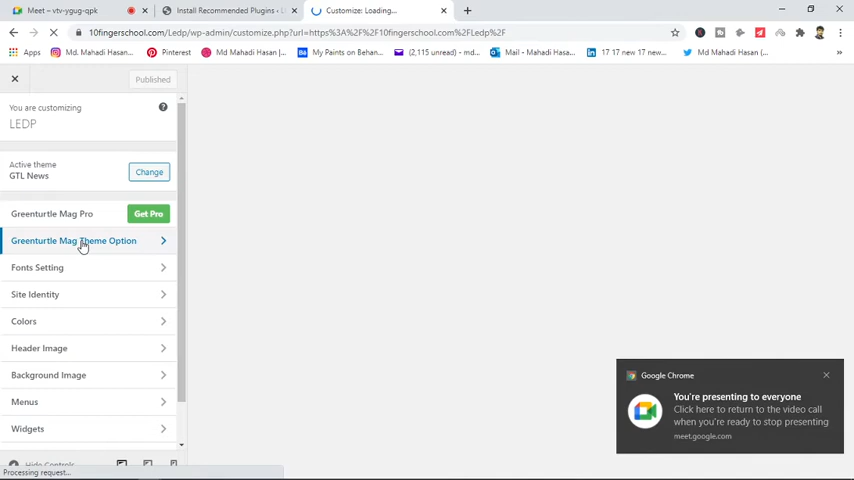 Meet – vtv-ygug-qpk
Install Recommended Plugins ‹ L
Customize: Loading...
10fingerschool.com/Ledp/wp-admin/customize.php?url=https%3A%2F%2F10fingerschool.com%2FLedp%2F
Apps
Instagram
Md. Mahadi Hasan...
Pinterest
Md Mahadi Hasan |...
My Paints on Behan...
(2,115 unread) - md...
Mail - Mahadi Hasa...
17 17 new 17 new0...
Md Mahadi Hasan (...
»
Published
You are customizing
LEDP
Active theme
GTL News
Change
Greenturtle Mag Pro
Get Pro
Greenturtle Mag Theme Option
Fonts Setting
Site Identity
Colors
Header Image
Background Image
Menus
Widgets
Hide Controls
Processing request...
Google Chrome
You're presenting to everyone
Click here to return to the video call
when you're ready to stop presenting
meet.google.com